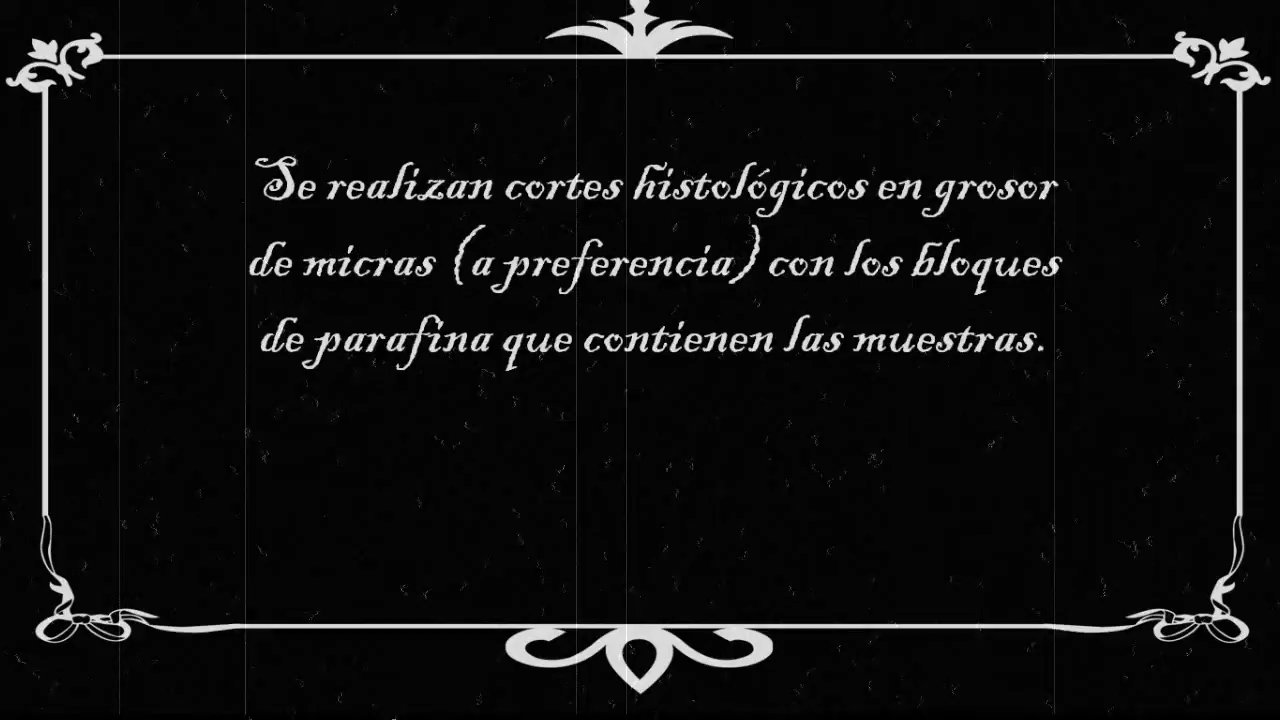 Se realizan cortes histológicos en grosor
de micras (a preferencia) con los bloques
de parafina que contienen las muestras.